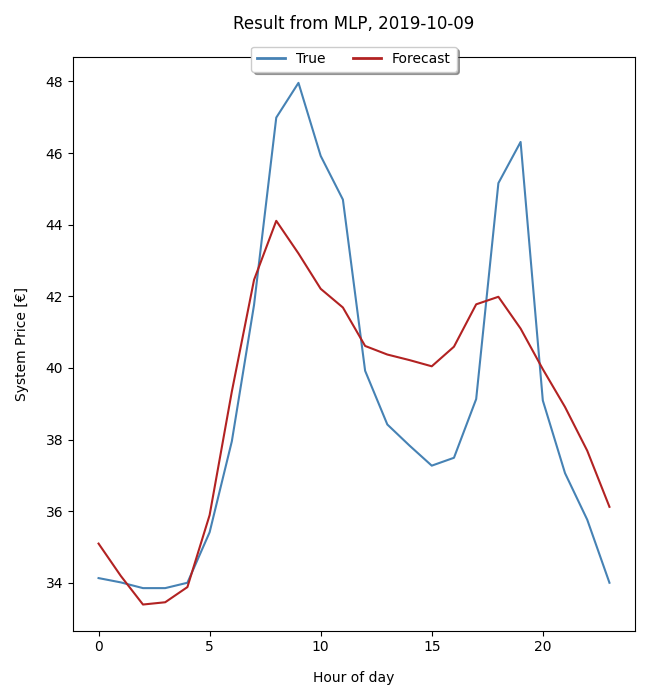 Result from MLP, 2019-10-09
True Forecast
48
46
44
42
40
38
36
34
System Price [€]
0 5 10 15 20
Hour of day